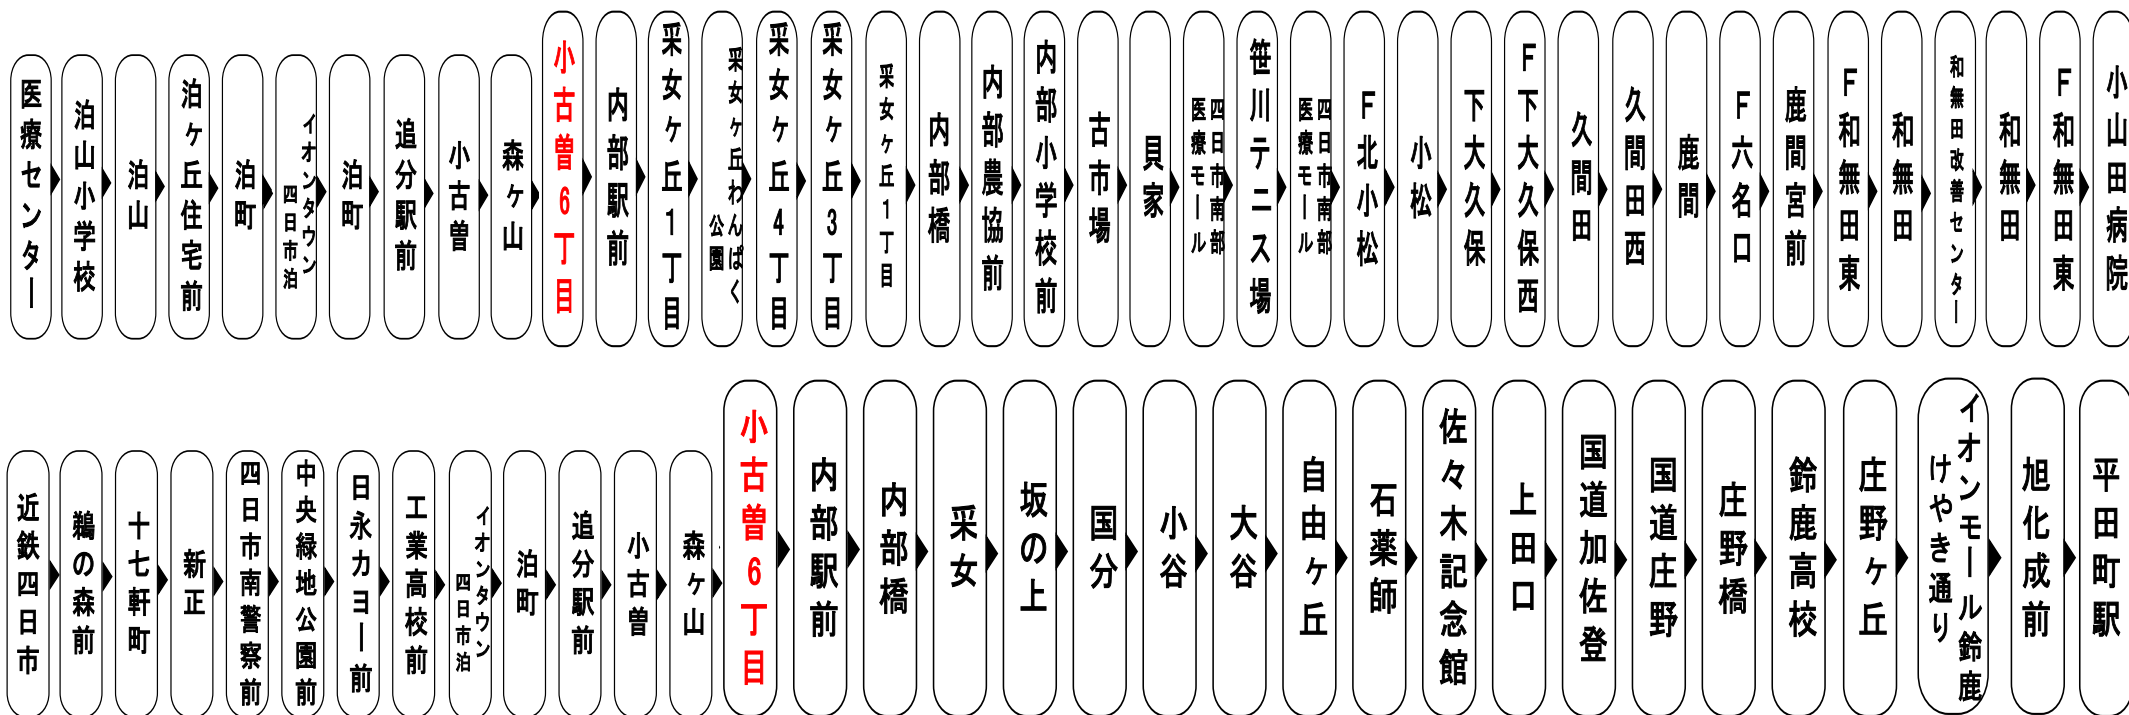 医療センター
泊山小学校
泊山
泊ヶ丘住宅前
泊町
イオンタウン
四日市泊
泊町
追分駅前
小古曽
森ヶ山
小古曽6丁目
内部駅前
采女ヶ丘1丁目
采女ヶ丘わんぱく
公園
采女ヶ丘4丁目
采女ヶ丘3丁目
采女ヶ丘1丁目
内部橋
内部農協前
内部小学校前
古市場
貝家
四日市南部
医療モール
笹川テニス場
四日市南部
医療モール
F北小松
小松
下大久保
F下大久保西
久間田
久間田西
鹿間
F六名口
鹿間宮前
F和無田東
和無田
和無田改善センター
和無田
F和無田東
小山田病院
近鉄四日市
鵜の森前
十七軒町
新正
四日市南警察前
中央緑地公園前
日永カヨー前
工業高校前
イオンタウン
四日市泊
泊町
追分駅前
小古曽
森ヶ山
小古曽6丁目
内部駅前
内部橋
采女
坂の上
国分
小谷
大谷
自由ヶ丘
石薬師
佐々木記念館
上田口
国道加佐登
国道庄野
庄野橋
鈴鹿高校
庄野ヶ丘
イオンモール鈴鹿
けやき通り
旭化成前
平田町駅